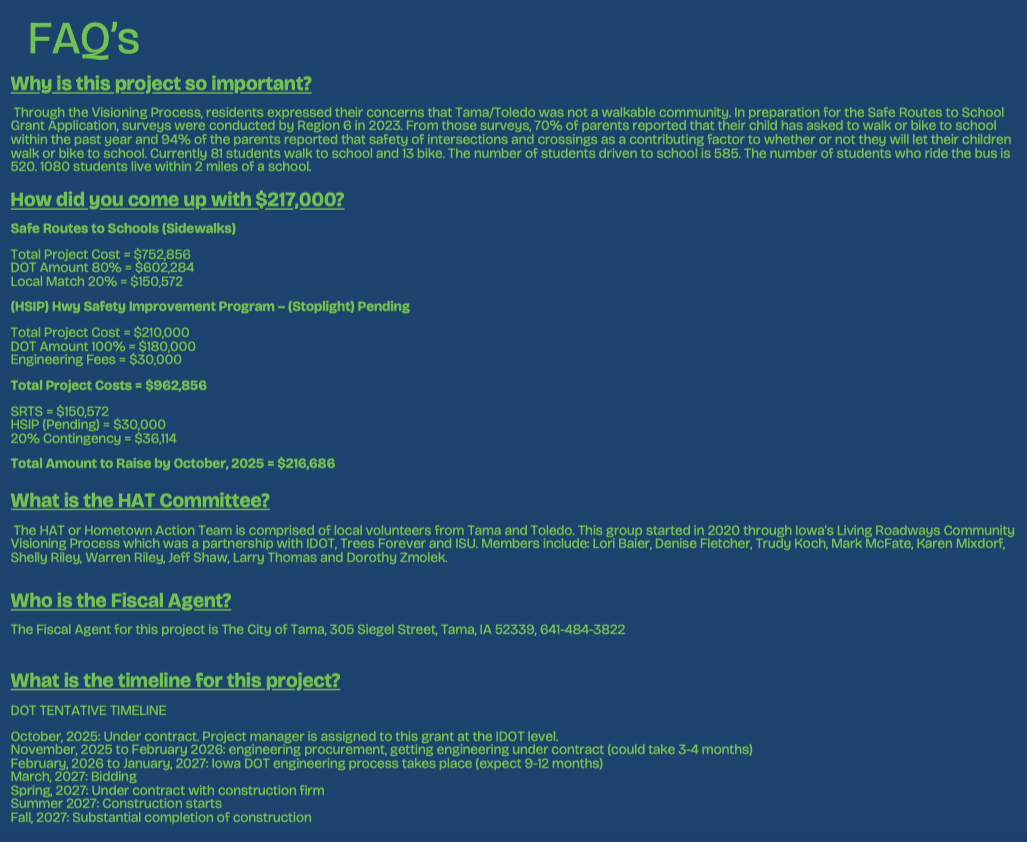 FAQ's
Why is this project so important?
Through the Visioning Process, residents expressed their concerns that Tama/Toledo was not a walkable community. In preparation for the Safe Routes to School
Grant Application, surveys were conducted by Region 6 in 2023. From those surveys, 70% of parents reported that their child has asked to walk or bike to school
within the past year and 94% of the parents reported that safety of intersections and crossings as a contributing factor to whether or not they will let their children
walk or bike to school. Currently 81 students walk to school and 13 bike. The number of students driven to school is 585. The number of students who ride the bus is
520. 1080 students live within 2 miles of a school.
How did you come up with $217,000?
Safe Routes to Schools (Sidewalks)
Total Project Cost = $752,856
DOT Amount 80% = $602,284
Local Match 20% = $150,572
(HSIP) Hwy Safety Improvement Program – (Stoplight) Pending
Total Project Cost = $210,000
DOT Amount 100% = $180,000
Engineering Fees = $30,000
Total Project Costs = $962,856
SRTS = $150,572
HSIP (Pending) = $30,000
20% Contingency = $36,114
Total Amount to Raise by October, 2025 = $216,686
What is the HAT Committee?
The HAT or Hometown Action Team is comprised of local volunteers from Tama and Toledo. This group started in 2020 through Iowa's Living Roadways Community
Visioning Process which was a partnership with IDOT, Trees Forever and ISU. Members include: Lori Baier, Denise Fletcher, Trudy Koch, Mark McFate, Karen Mixdorf,
Shelly Riley, Warren Riley, Jeff Shaw, Larry Thomas and Dorothy Zmolek.
Who is the Fiscal Agent?
The Fiscal Agent for this project is The City of Tama, 305 Siegel Street, Tama, IA 52339, 641-484-3822
What is the timeline for this project?
DOT TENTATIVE TIMELINE
October, 2025: Under contract. Project manager is assigned to this grant at the IDOT level.
November, 2025 to February 2026: engineering procurement, getting engineering under contract (could take 3-4 months)
February, 2026 to January, 2027: Iowa DOT engineering process takes place (expect 9-12 months)
March, 2027: Bidding
Spring, 2027: Under contract with construction firm
Summer 2027: Construction starts
Fall, 2027: Substantial completion of construction